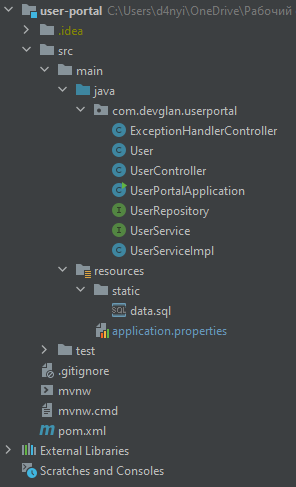 user-portal C:\Users\d4nyi\OneDrive\Рабочий
.idea
src
main
java
com.devglan.userportal
ExceptionHandlerController
User
UserController
UserPortalApplication
UserRepository
UserService
UserServiceImpl
resources
static
data.sql
application.properties
test
.gitignore
mvnw
mvnw.cmd
pom.xml
External Libraries
Scratches and Consoles